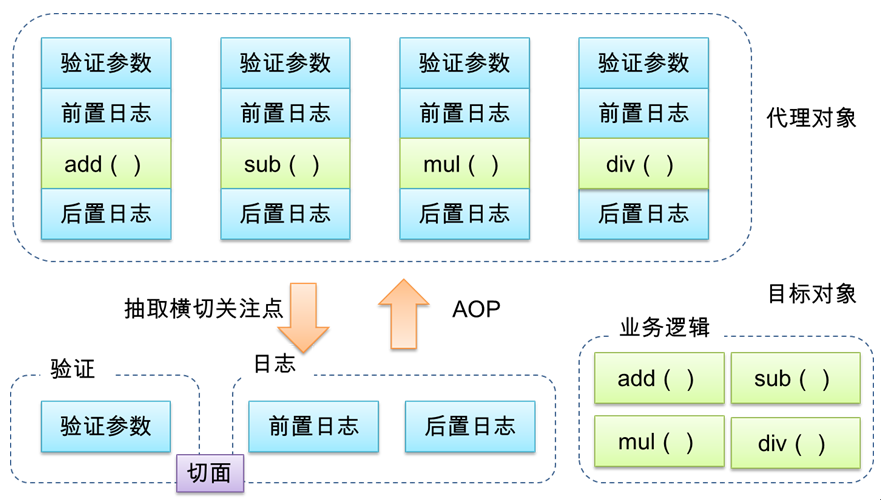 验证参数 验证参数 验证参数 验证参数
前置日志 前置日志 前置日志 前置日志
代理对象
add（ ） sub（ ） mul（ ） div（ ）
后置日志 后置日志 后置日志 后置日志
抽取横切关注点
AOP
目标对象
业务逻辑
验证
日志
add（ ） sub（ ）
验证参数 前置日志 后置日志
mul（ ） div（ ）
切面